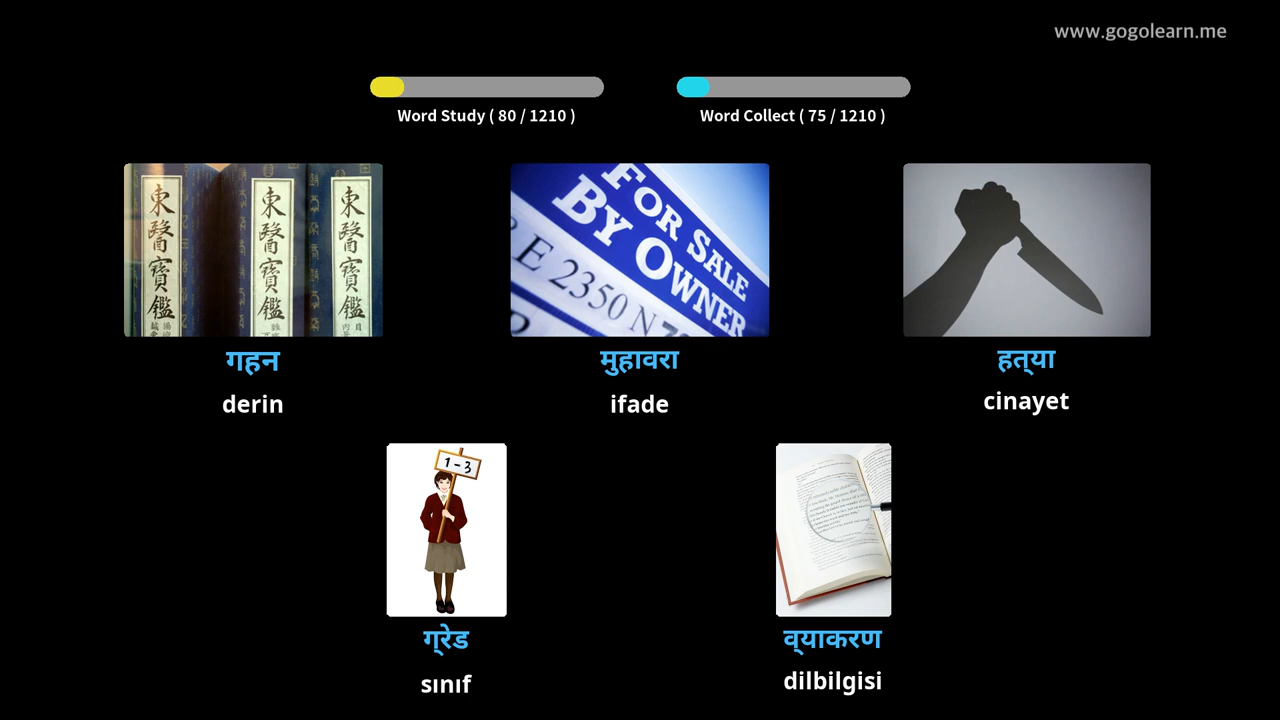 www.gogolearn.me
Word Study ( 80 / 1210 )
Word Collect ( 75 / 1210 )
東醫寶鑑
東醫寶鑑
東醫寶鑑
FOR SALE
BY OWNER
E 2350 N
गहन
मुहावरा
हत्या
derin
ifade
cinayet
1-3
ग्रेड
व्याकरण
sınıf
dilbilgisi